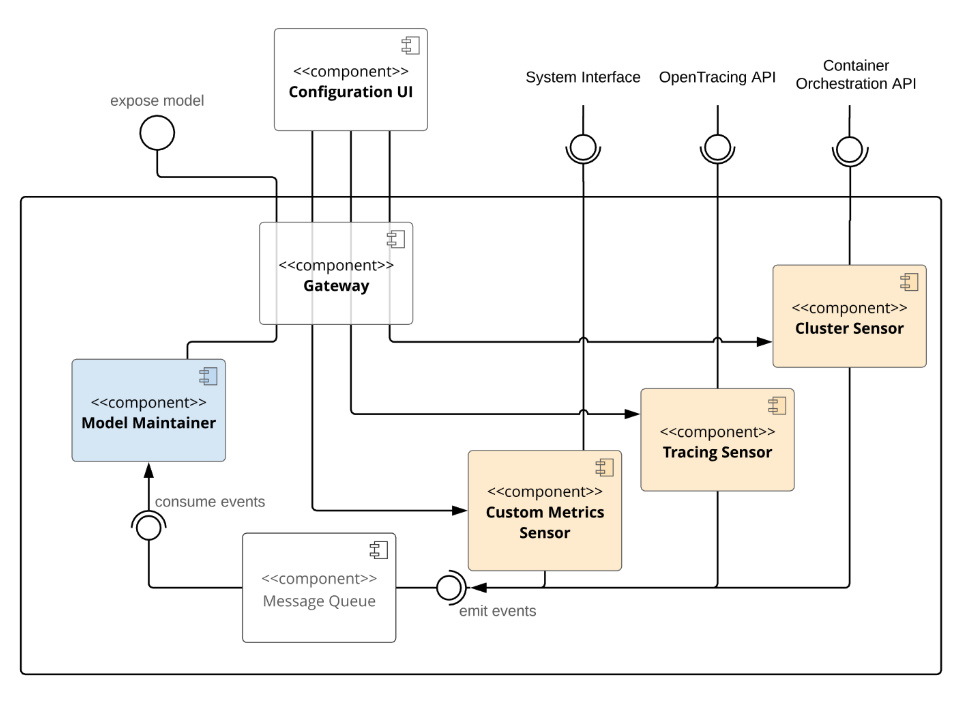 <<component>>
Configuration UI
expose model
System Interface
OpenTracing API
Container
Orchestration API
<<component>>
Gateway
<<component>>
Cluster Sensor
<<component>>
Model Maintainer
<<component>>
Tracing Sensor
<<component>>
Custom Metrics
Sensor
consume events
<<component>>
Message Queue
emit events